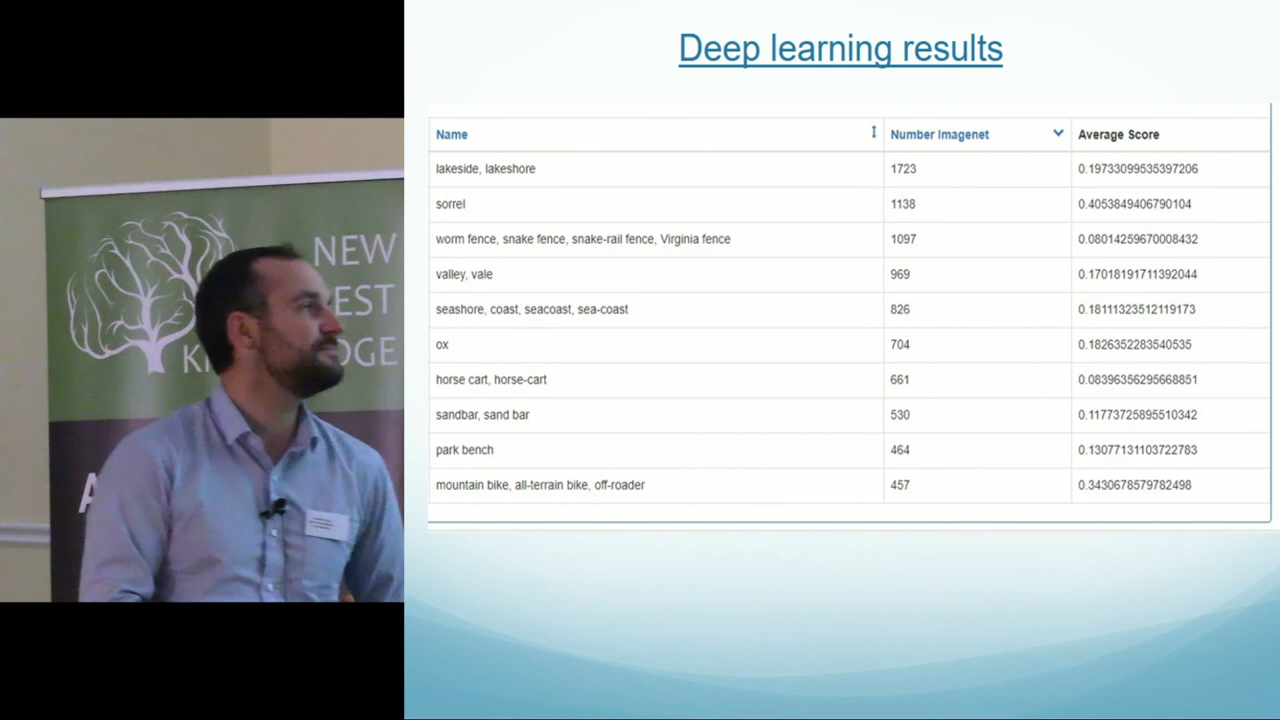 Deep learning results
Name Number Imagenet Average Score
lakeside, lakeshore 1723 0.19733099535397206
sorrel 1138 0.4053849406790104
worm fence, snake fence, snake-rail fence, Virginia fence 1097 0.08014259670008432
valley, vale 969 0.17018191711392044
seashore, coast, seacoast, sea-coast 826 0.18111323512119173
ox 704 0.1826352283540535
horse cart, horse-cart 661 0.08396356295668851
sandbar, sand bar 530 0.11773725895510342
park bench 464 0.13077131103722783
mountain bike, all-terrain bike, off-roader 457 0.3430678579782498
NEW
EST
K DGE
A